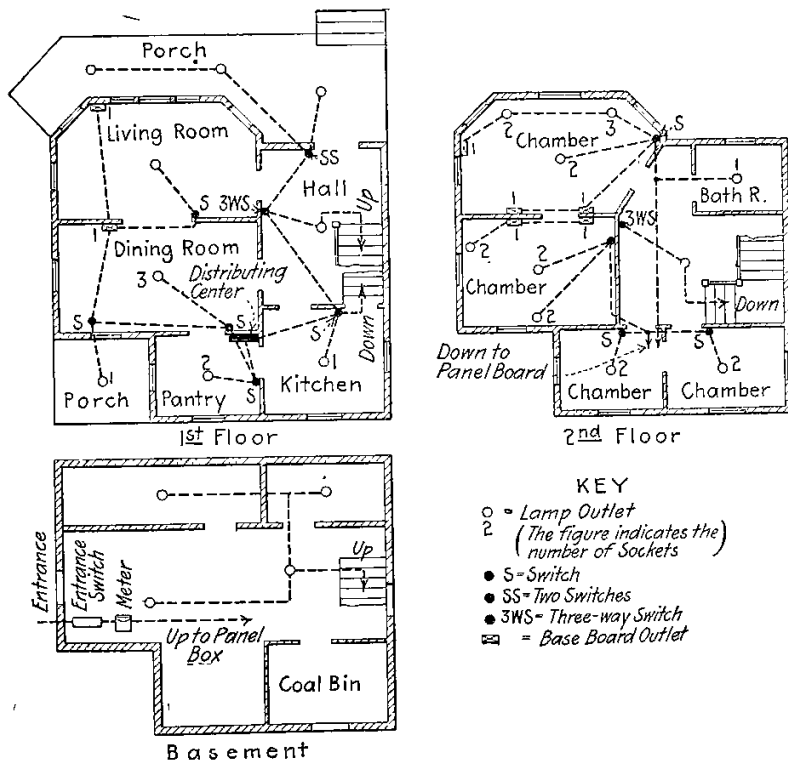 Porch
Living Room
1
SS
Hall
S
3WS
Up
1
Dining Room
3
Distributing
Center
S
S
S
Down
1
2
1
Porch
Pantry
S
Kitchen
1st Floor
2
3
S
1
Chamber
2
1
Bath R.
1
1
1
1
3WS
2
2
Chamber
2
Down
S
S
Down to
Panel Board
2
2
Chamber
Chamber
2nd Floor
KEY
= Lamp Outlet
2
(The figure indicates the
number of Sockets)
S=Switch
SS=Two Switches
3WS= Three-way Switch
= Base Board Outlet
Entrance
Entrance
Switch
Meter
Up
Up to Panel
Box
Coal Bin
Basement